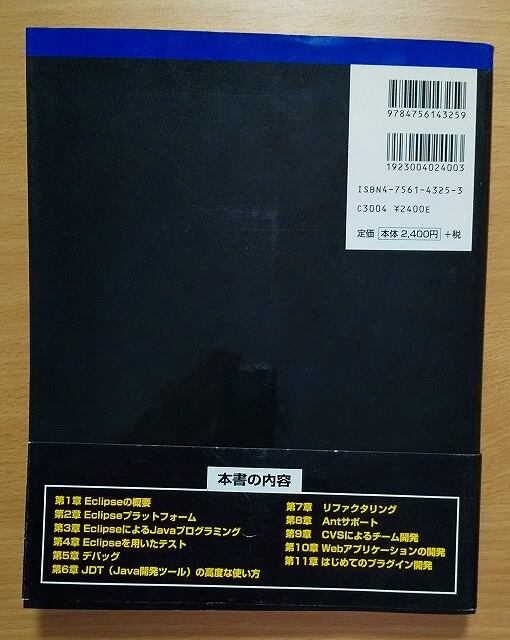 9784756143259
1923004024003
ISBN4-7561-4325-3
C3004 ¥2400E
定価 本体 2,400円 +税
本書の内容
第1章 Eclipseの概要
第2章 Eclipseプラットフォーム
第3章 EclipseによるJavaプログラミング
第4章 Eclipseを用いたテスト
第5章 デバッグ
第6章 JDT（Java開発ツール）の高度な使い方
第7章 リファクタリング
第8章 Antサポート
第9章 CVSによるチーム開発
第10章 Webアプリケーションの開発
第11章 はじめてのプラグイン開発